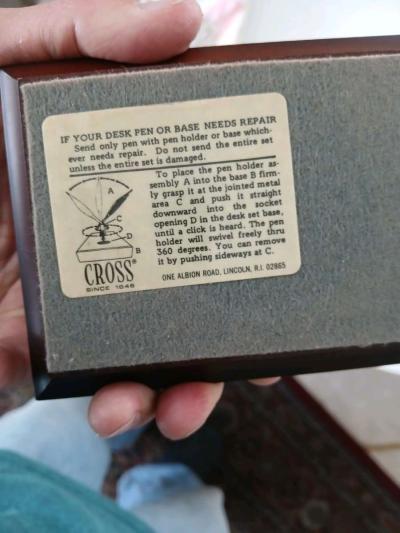 IF YOUR DESK PEN OR BASE NEEDS REPAIR
Send only pen with pen holder or base which-
ever needs repair. Do not send the entire set
unless the entire set is damaged.
To place the pen holder as-
sembly A into the base B firm-
ly grasp it at the jointed metal
area C and push it straight
downward into the socket
opening D in the desk set base,
until a click is heard. The pen
holder will swivel freely thru
360 degrees. You can remove
it by pushing sideways at C.
A
C
D
B
CROSS®
SINCE 1846
ONE ALBION ROAD, LINCOLN, R.I. 02865